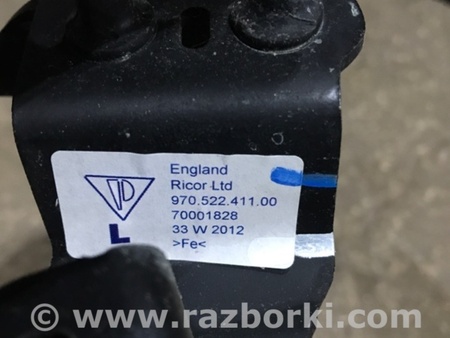 England
Ricor Ltd
970.522.411.00
70001828
33 W 2012
>Fe<
L
© www.razborki.com